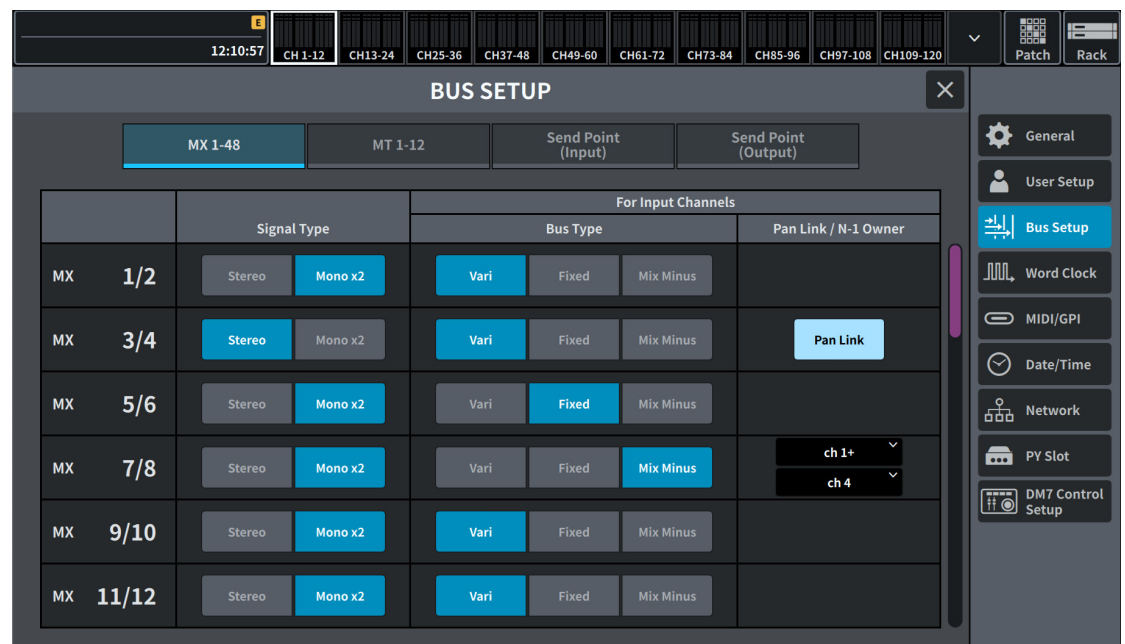 E
12:10:57
CH 1-12
CH13-24
CH25-36
CH37-48
CH49-60
CH61-72
CH73-84
CH85-96
CH97-108
CH109-120
Patch
Rack
BUS SETUP
MX 1-48
MT 1-12
Send Point
(Input)
Send Point
(Output)
For Input Channels
Signal Type
Bus Type
Pan Link / N-1 Owner
MX 1/2 Stereo Mono x2 Vari Fixed Mix Minus
MX 3/4 Stereo Mono x2 Vari Fixed Mix Minus Pan Link
MX 5/6 Stereo Mono x2 Vari Fixed Mix Minus
MX 7/8 Stereo Mono x2 Vari Fixed Mix Minus
ch 1+
ch 4
MX 9/10 Stereo Mono x2 Vari Fixed Mix Minus
MX 11/12 Stereo Mono x2 Vari Fixed Mix Minus
General
User Setup
Bus Setup
Word Clock
MIDI/GPI
Date/Time
Network
PY Slot
DM7 Control
Setup